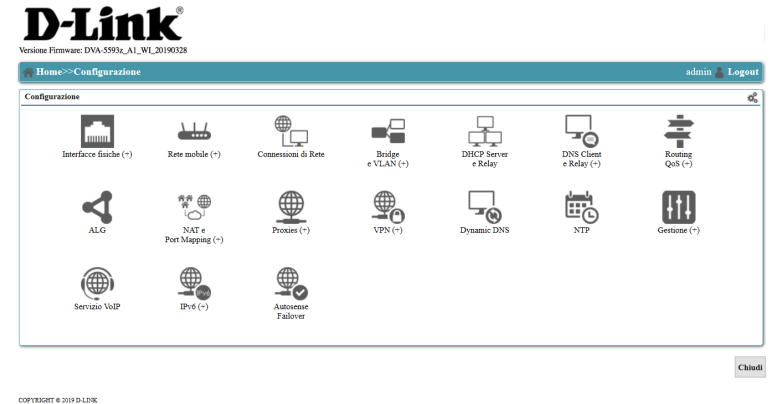 D-Link®
Versione Firmware: DVA-5593z_A1_WI_20190328
Home>>Configurazione
admin Logout
Configurazione
Interfacce fisiche (+)
Rete mobile (+)
Connessioni di Rete
Bridge
e VLAN (+)
DHCP Server
e Relay
DNS Client
e Relay (+)
Routing
QoS (+)
ALG
NAT e
Port Mapping (+)
Proxies (+)
VPN (+)
Dynamic DNS
NTP
Gestione (+)
Servizio VoIP
IPv6
IPv6 (+)
Autosense
Failover
Chiudi
COPYRIGHT © 2019 D-LINK